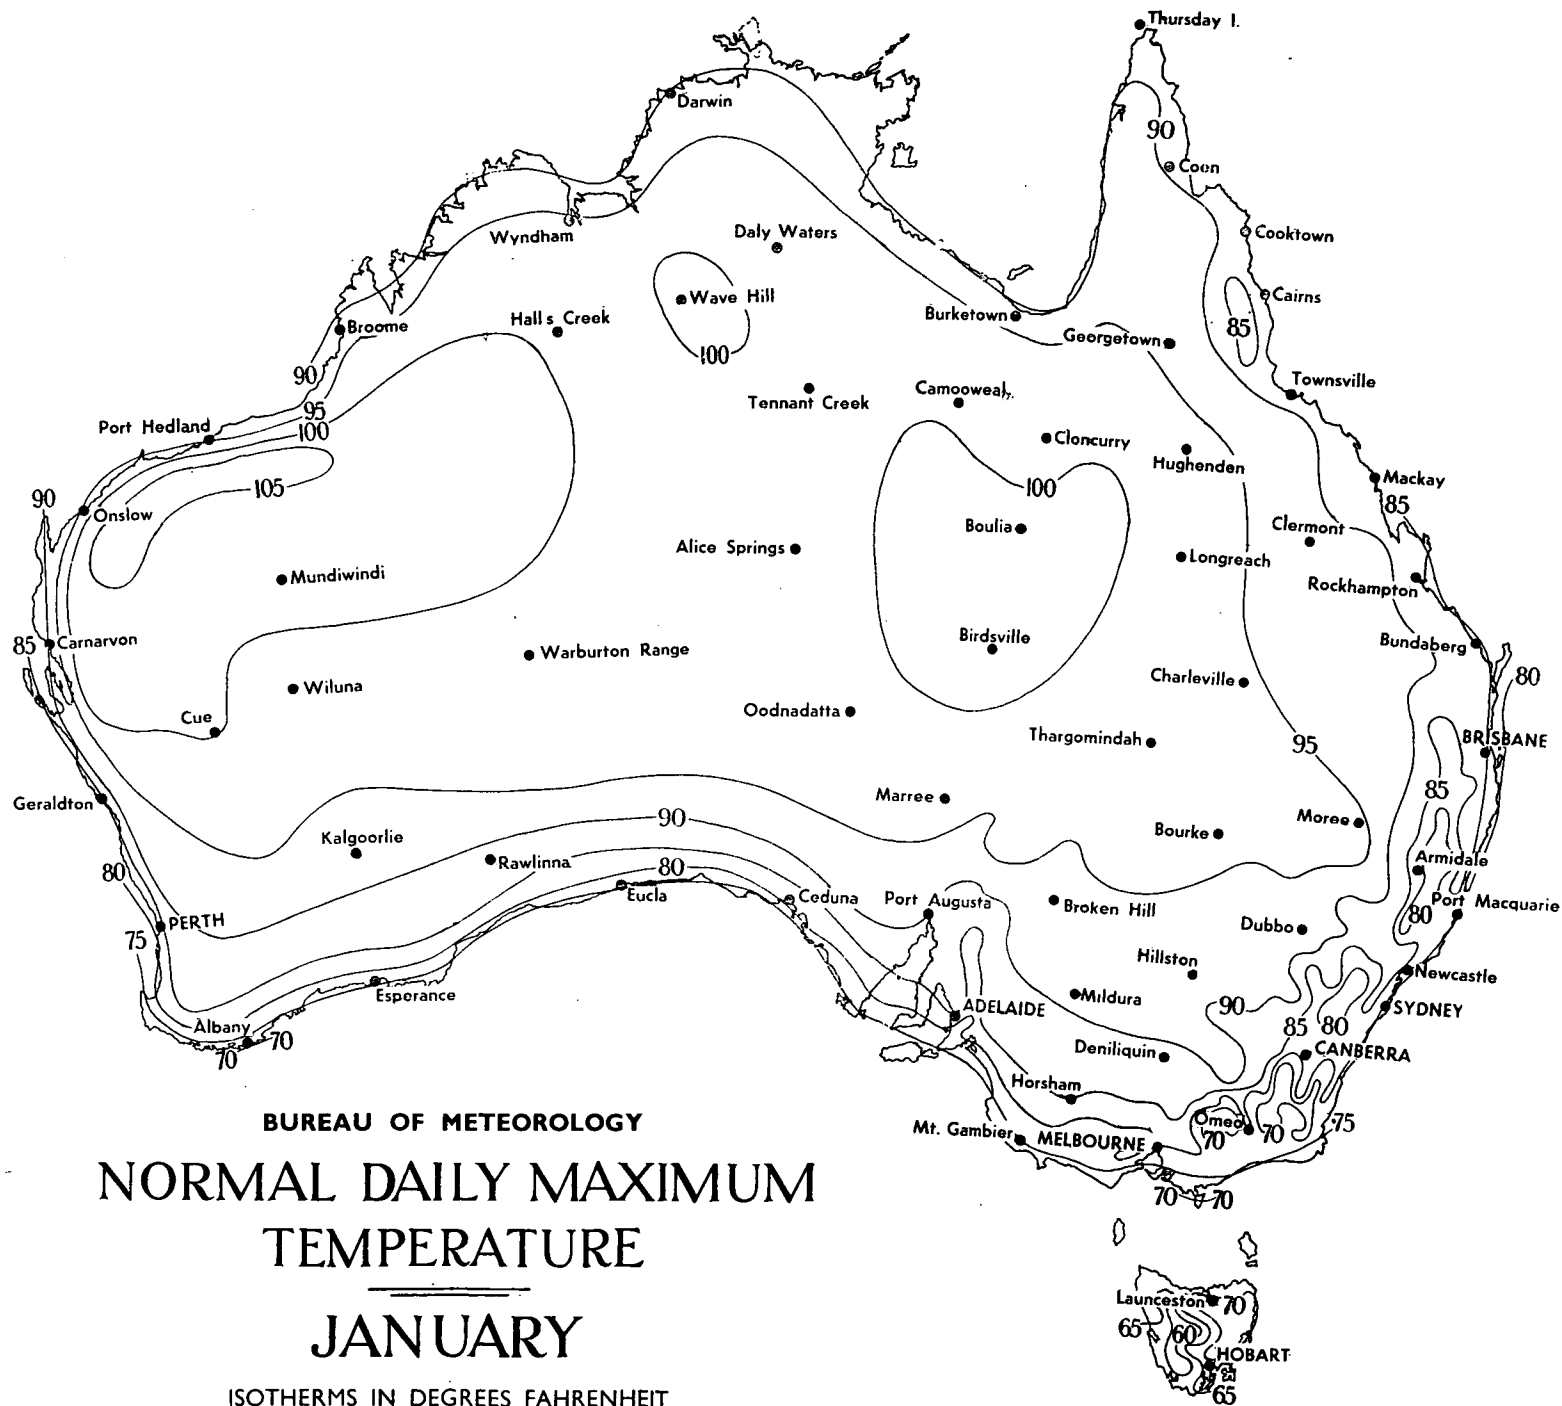 Thursday I.
Darwin
90
Coen
Wyndham
Daly Waters
Cooktown
Wave Hill
Cairns
Broome
Halls Creek
Burketown
85
Georgetown
100
90
Townsville
Camooweal
Tennant Creek
95
Port Hedland
100
Cloncurry
Hughenden
Mackay
105
100
90
85
Onslow
Boulia
Clermont
Alice Springs
Longreach
Mundiwindi
Rockhampton
85
Carnarvon
Birdsville
Bundaberg
Warburton Range
80
Wiluna
Charleville
Cue
Oodnadatta
Thargomindah
95
BRISBANE
Geraldton
Marree
85
90
Moree
Kalgoorlie
Bourke
Rawlinna
Armidale
80
80
Eucla
Ceduna
Port Augusta
Broken Hill
Port Macquarie
80
PERTH
Dubbo
75
Hillston
Newcastle
Esperance
Mildura
ADELAIDE
90
SYDNEY
Albany
85
80
70
70
Deniliquin
CANBERRA
Horsham
BUREAU OF METEOROLOGY
Omeo
75
Mt. Gambier
MELBOURNE
70
70
NORMAL DAILY MAXIMUM
70
70
TEMPERATURE
Launceston
70
JANUARY
65
60
HOBART
ISOTHERMS IN DEGREES FAHRENHEIT
65